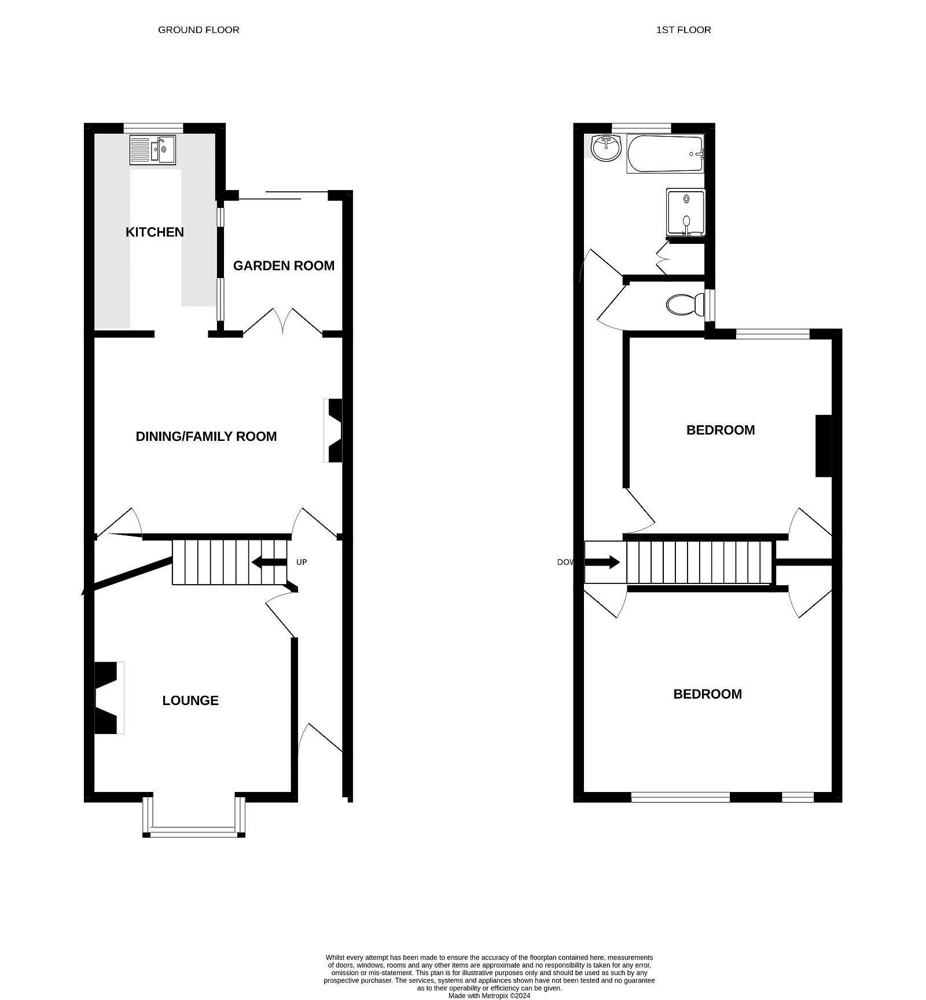 GROUND FLOOR
1ST FLOOR
KITCHEN
GARDEN ROOM
DINING/FAMILY ROOM
UP
LOUNGE
BEDROOM
DOW
BEDROOM
Whilst every attempt has been made to ensure the accuracy of the floorplan contained here, measurements
of doors, windows, rooms and any other items are approximate and no responsibility is taken for any error,
omission or mis-statement. This plan is for illustrative purposes only and should be used as such by any
prospective purchaser. The services, systems and appliances shown have not been tested and no guarantee
as to their operability or efficiency can be given.
Made with Metropix ©2024